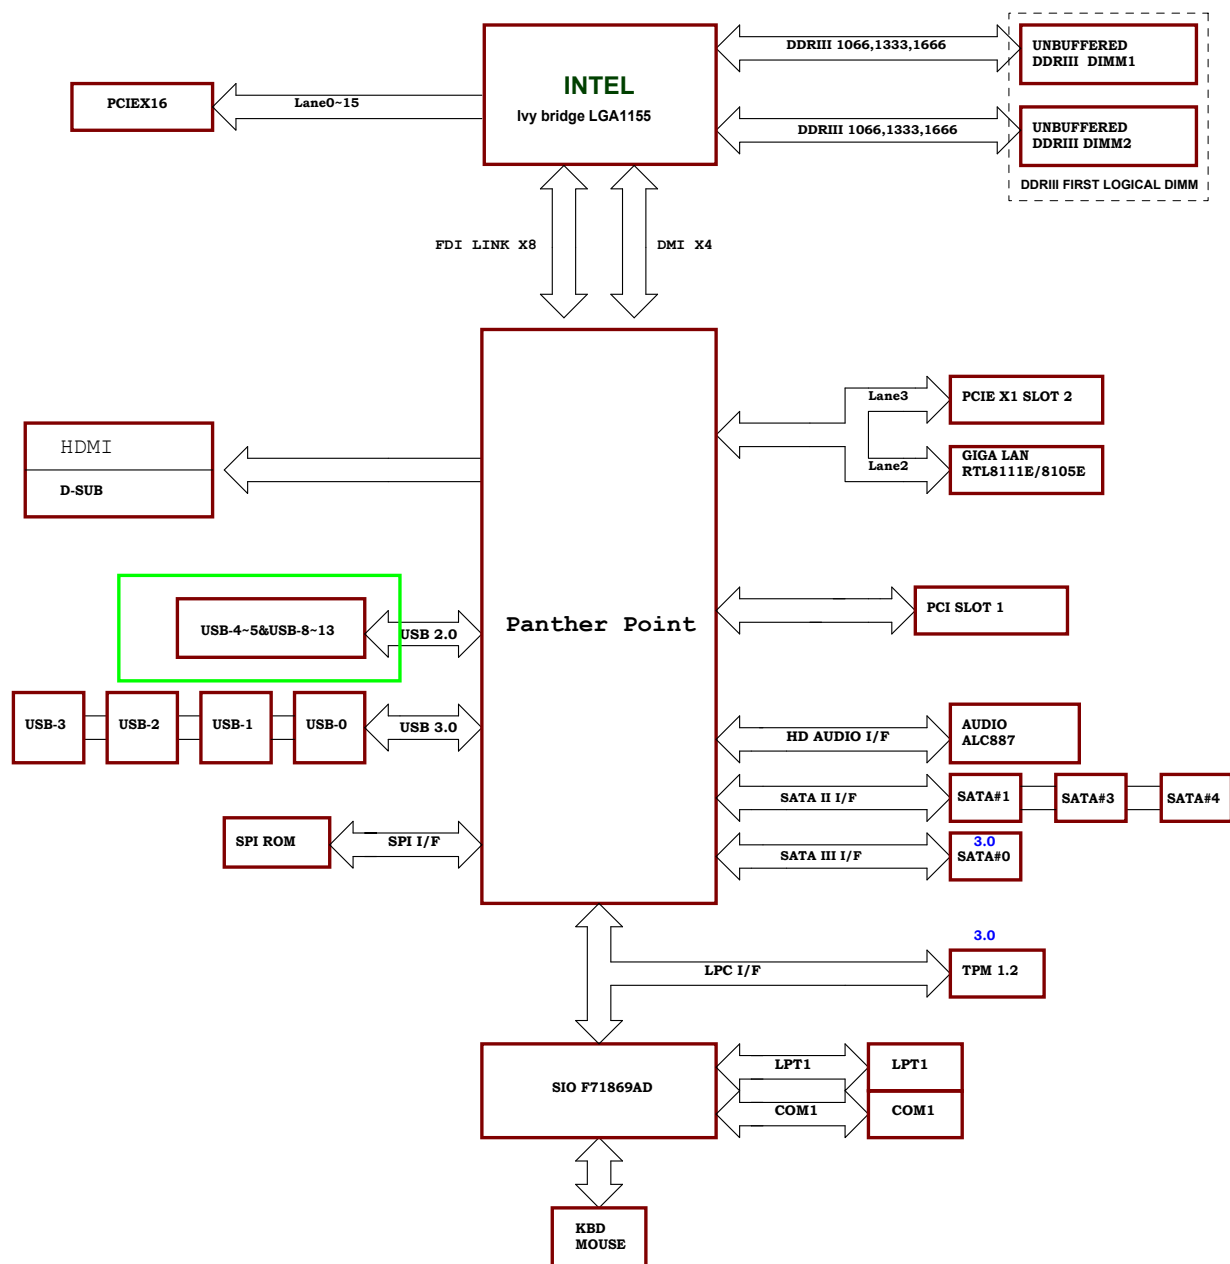 DDRIII 1066,1333,1666
UNBUFFERED
DDRIII DIMM1
INTEL
Ivy bridge LGA1155
PCIEX16
Lane0~15
DDRIII 1066,1333,1666
UNBUFFERED
DDRIII DIMM2
DDRIII FIRST LOGICAL DIMM
FDI LINK X8
DMI X4
Lane3
PCIE X1 SLOT 2
HDMI
D-SUB
Lane2
GIGA LAN
RTL8111E/8105E
Panther Point
USB-4~5&USB-8~13
USB 2.0
PCI SLOT 1
USB-3
USB-2
USB-1
USB-0
USB 3.0
HD AUDIO I/F
AUDIO
ALC887
SATA II I/F
SATA#1
SATA#3
SATA#4
SPI ROM
SPI I/F
SATA III I/F
3.0
SATA#0
3.0
LPC I/F
TPM 1.2
SIO F71869AD
LPT1
LPT1
COM1
COM1
KBD
MOUSE